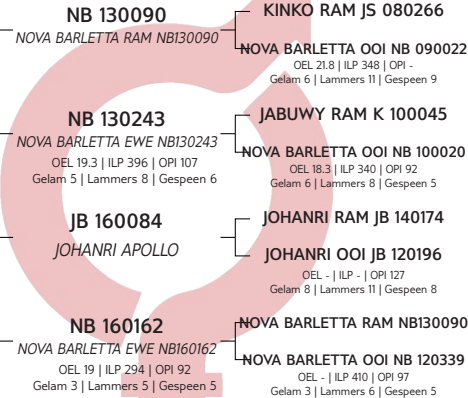 NB 130090
NOVA BARLETTA RAM NB130090
KINKO RAM JS 080266
NOVA BARLETTA OOI NB 090022
OEL 21.8 | ILP 348 | OPI -
Gelam 6 | Lammers 11 | Gespeen 9
NB 130243
NOVA BARLETTA EWE NB130243
OEL 19.3 | ILP 396 | OPI 107
Gelam 5 | Lammers 8 | Gespeen 6
JABUWY RAM K 100045
NOVA BARLETTA OOI NB 100020
OEL 18.3 | ILP 340 | OPI 92
Gelam 6 | Lammers 8 | Gespeen 5
JB 160084
JOHANRI APOLLO
JOHANRI RAM JB 140174
JOHANRI OOI JB 120196
OEL - | ILP - | OPI 127
Gelam 8 | Lammers 11 | Gespeen 8
NB 160162
NOVA BARLETTA EWE NB160162
OEL 19 | ILP 294 | OPI 92
Gelam 3 | Lammers 5 | Gespeen 5
NOVA BARLETTA RAM NB130090
NOVA BARLETTA OOI NB 120339
OEL - | ILP 410 | OPI 97
Gelam 3 | Lammers 6 | Gespeen 5